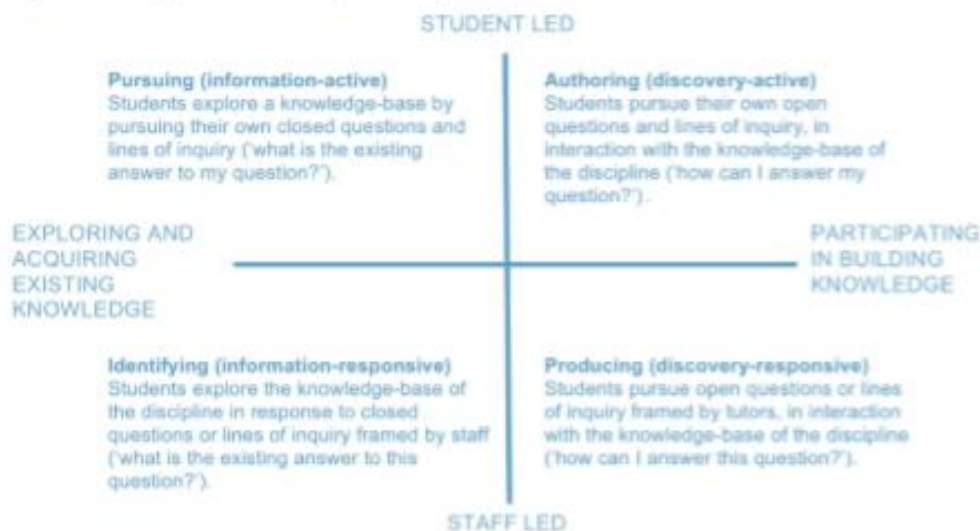 STUDENT LED
Pursuing (information-active)
Students explore a knowledge-base by
pursuing their own closed questions and
lines of inquiry ('what is the existing
answer to my question?').
Authoring (discovery-active)
Students pursue their own open
questions and lines of inquiry, in
interaction with the knowledge-base of
the discipline ('how can I answer my
question?').
EXPLORING AND
ACQUIRING
EXISTING
KNOWLEDGE
PARTICIPATING
IN BUILDING
KNOWLEDGE
Identifying (information-responsive)
Students explore the knowledge-base of
the discipline in response to closed
questions or lines of inquiry framed by staff
('what is the existing answer to this
question?').
Producing (discovery-responsive)
Students pursue open questions or lines
of inquiry framed by tutors, in interaction
with the knowledge-base of the discipline
('how can I answer this question?').
STAFF LED